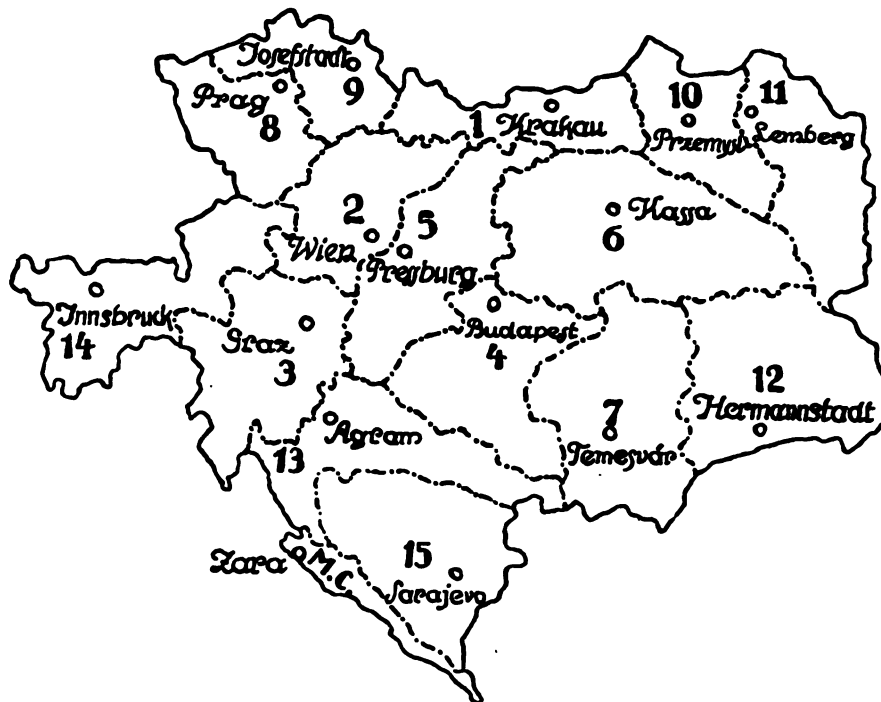 Josefstadt
9
Prag
8
1
Krakau
10
Przemysl
11
Lemberg
2
Wien
5
Pressburg
Kassa
6
Innsbruck
14
Graz
3
Budapest
4
12
Hermannstadt
7
Temesvár
Agram
13
Zara
M.C
15
Sarajevo